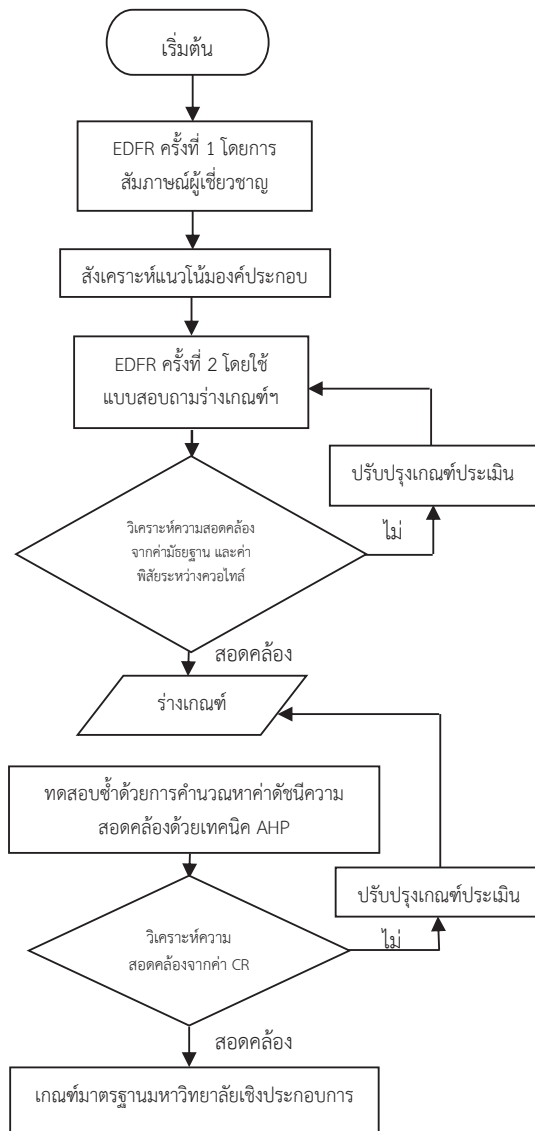 เริ่มต้น
EDFR ครั้งที่ 1 โดยการ
สัมภาษณ์ผู้เชี่ยวชาญ
สังเคราะห์แนวโน้มองค์ประกอบ
EDFR ครั้งที่ 2 โดยใช้
แบบสอบถามร่างเกณฑ์ฯ
ปรับปรุงเกณฑ์ประเมิน
วิเคราะห์ความสอดคล้อง
จากค่ามัธยฐาน และค่า
พิสัยระหว่างควอไทล์
ไม่
สอดคล้อง
ร่างเกณฑ์
ทดสอบซ้ำด้วยการคำนวณหาค่าดัชนีความ
สอดคล้องด้วยเทคนิค AHP
ปรับปรุงเกณฑ์ประเมิน
วิเคราะห์ความ
สอดคล้องจากค่า CR
ไม่
สอดคล้อง
เกณฑ์มาตรฐานมหาวิทยาลัยเชิงประกอบการ